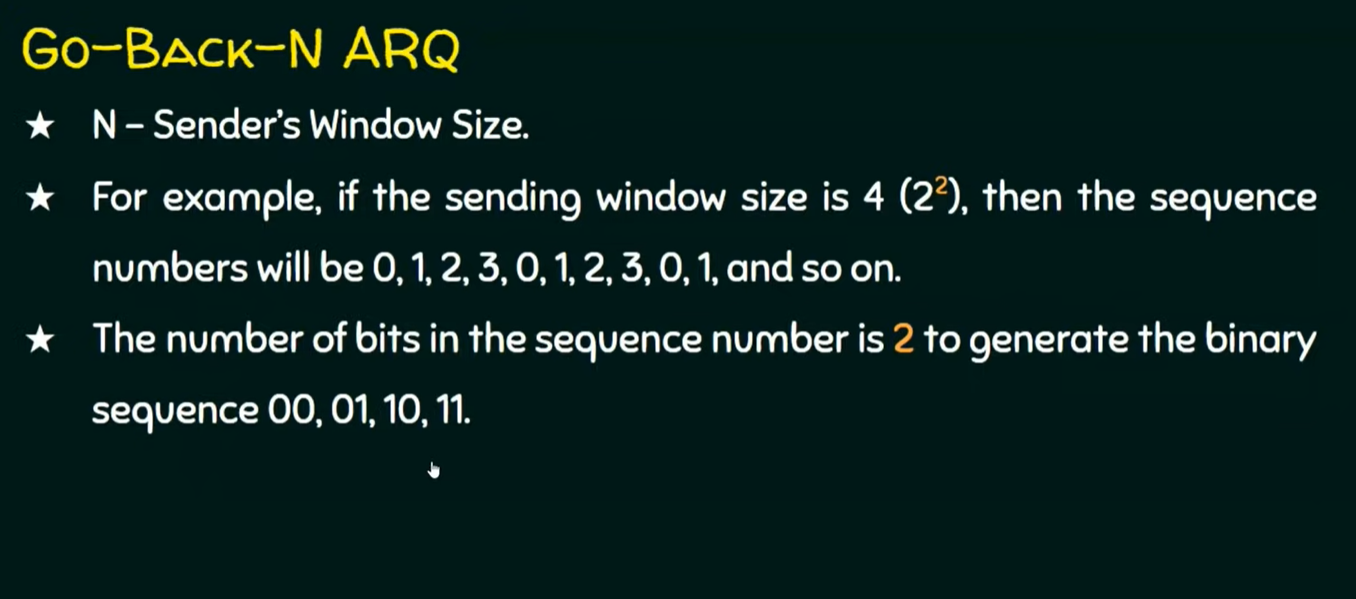 Go-Back-N ARQ
★ N – Sender's Window Size.
★ For example, if the sending window size is 4 (2²), then the sequence
numbers will be 0, 1, 2, 3, 0, 1, 2, 3, 0, 1, and so on.
★ The number of bits in the sequence number is 2 to generate the binary
sequence 00, 01, 10, 11.